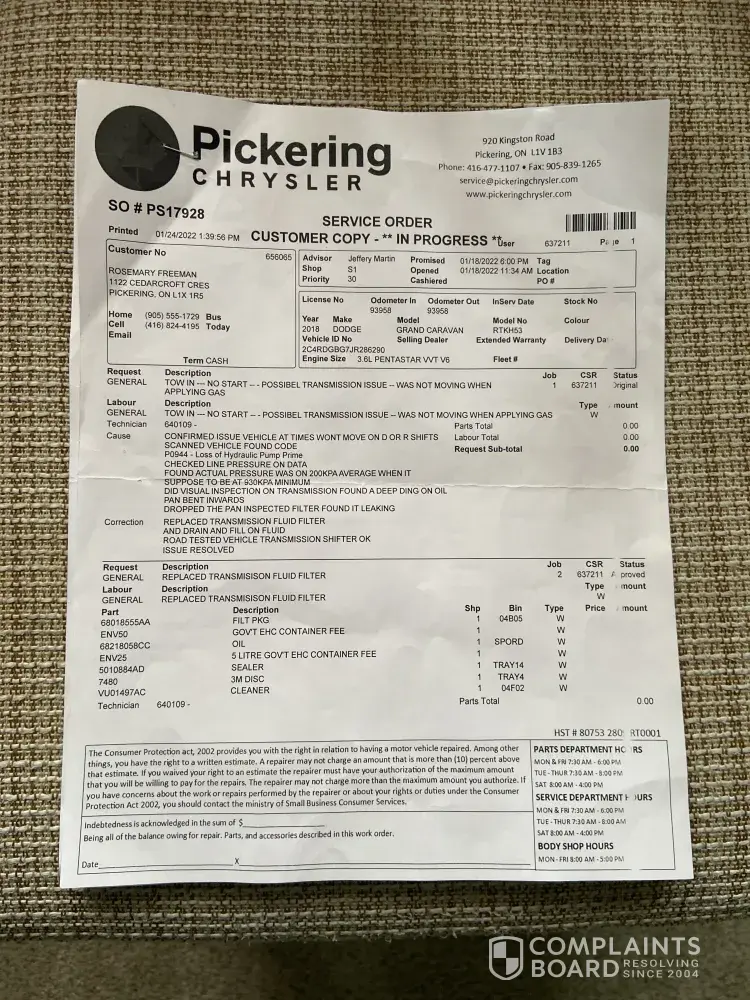 Pickering
CHRYSLER
920 Kingston Road
Pickering, ON L1V 1B3
Phone: 416-477-1107 • Fax: 905-839-1265
service@pickeringchrysler.com
www.pickeringchrysler.com
SO # PS17928
SERVICE ORDER
Printed 01/24/2022 1:39:56 PM CUSTOMER COPY - ** IN PROGRESS ** User 637211 Page 1
Customer No 656065
ROSEMARY FREEMAN
1122 CEDARCROFT CRES
PICKERING, ON L1X 1R5
Home (905) 555-1729 Bus
Cell (416) 824-4195 Today
Email
Term CASH
Advisor Jeffery Martin Promised 01/18/2022 6:00 PM Tag
Shop S1 Opened 01/18/2022 11:34 AM Location
Priority 30 Cashiered PO #
License No Odometer In Odometer Out InServ Date Stock No
93958 93958
Year Make Model Model No Colour
2018 DODGE GRAND CARAVAN RTKH53
Vehicle ID No Selling Dealer Extended Warranty Delivery Da
2C4RDGBG7JR286290
Engine Size 3.6L PENTASTAR VVT V6 Fleet #
Request Description Job CSR Status
GENERAL TOW IN --- NO START -- - POSSIBEL TRANSMISSION ISSUE -- WAS NOT MOVING WHEN 1 637211 Original
APPLYING GAS
Labour Description Type mount
GENERAL TOW IN --- NO START -- - POSSIBEL TRANSMISSION ISSUE -- WAS NOT MOVING WHEN APPLYING GAS W
Technician 640109 - Parts Total 0.00
Cause CONFIRMED ISSUE VEHICLE AT TIMES WONT MOVE ON D OR R SHIFTS Labour Total 0.00
SCANNED VEHICLE FOUND CODE Request Sub-total 0.00
P0944 - Loss of Hydraulic Pump Prime
CHECKED LINE PRESSURE ON DATA
FOUND ACTUAL PRESSURE WAS ON 200KPA AVERAGE WHEN IT
SUPPOSE TO BE AT 930KPA MINIMUM
DID VISUAL INSPECTION ON TRANSMISSION FOUND A DEEP DING ON OIL
PAN BENT INWARDS
DROPPED THE PAN INSPECTED FILTER FOUND IT LEAKING
Correction REPLACED TRANSMISSION FLUID FILTER
AND DRAIN AND FILL ON FLUID
ROAD TESTED VEHICLE TRANSMISSION SHIFTER OK
ISSUE RESOLVED
Request Description Job CSR Status
GENERAL REPLACED TRANSMISISON FLUID FILTER 2 637211 A proved
Labour Description Type mount
GENERAL REPLACED TRANSMISISON FLUID FILTER W
Part Description Shp Bin Type Price mount
68018555AA FILT PKG 1 04B05 W
ENV50 GOV'T EHC CONTAINER FEE 1 W
68218058CC OIL 1 SPORD W
ENV25 5 LITRE GOV'T EHC CONTAINER FEE 1 W
5010884AD SEALER 1 TRAY14 W
7480 3M DISC 1 TRAY4 W
VU01497AC CLEANER 1 04F02 W
Technician 640109 - Parts Total 0.00
HST # 80753 280 RT0001
The Consumer Protection act, 2002 provides you with the right in relation to having a motor vehicle repaired. Among other
things, you have the right to a written estimate. A repairer may not charge an amount that is more than (10) percent above
that estimate. If you waived your right to an estimate the repairer must have your authorization of the maximum amount
that you will be willing to pay for the repairs. The repairer may not charge more than the maximum amount you authorize. If
you have concerns about the work or repairs performed by the repairer or about your rights or duties under the Consumer
Protection Act 2002, you should contact the ministry of Small Business Consumer Services.
Indebtedness is acknowledged in the sum of $
Being all of the balance owing for repair. Parts, and accessories described in this work order.
Date X
PARTS DEPARTMENT HO RS
MON & FRI 7:30 AM - 6:00 PM
TUE - THUR 7:30 AM - 8:00 PM
SAT 8:00 AM - 4:00 PM
SERVICE DEPARTMENT HOURS
MON & FRI 7:30 AM - 6:00 PM
TUE - THUR 7:30 AM - 8:00 AM
SAT 8:00 AM - 4:00 PM
BODY SHOP HOURS
MON - FRI 8:00 AM - 5:00 PM
COMPLAINTS
BOARD RESOLVING
SINCE 2004